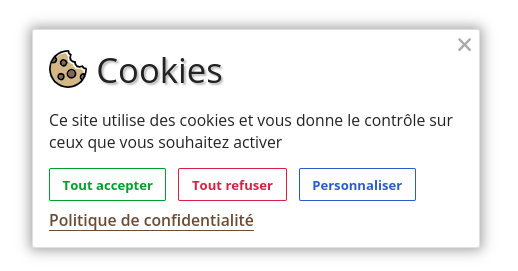 Cookies
Ce site utilise des cookies et vous donne le contrôle sur
ceux que vous souhaitez activer
Tout accepter Tout refuser Personnaliser
Politique de confidentialité